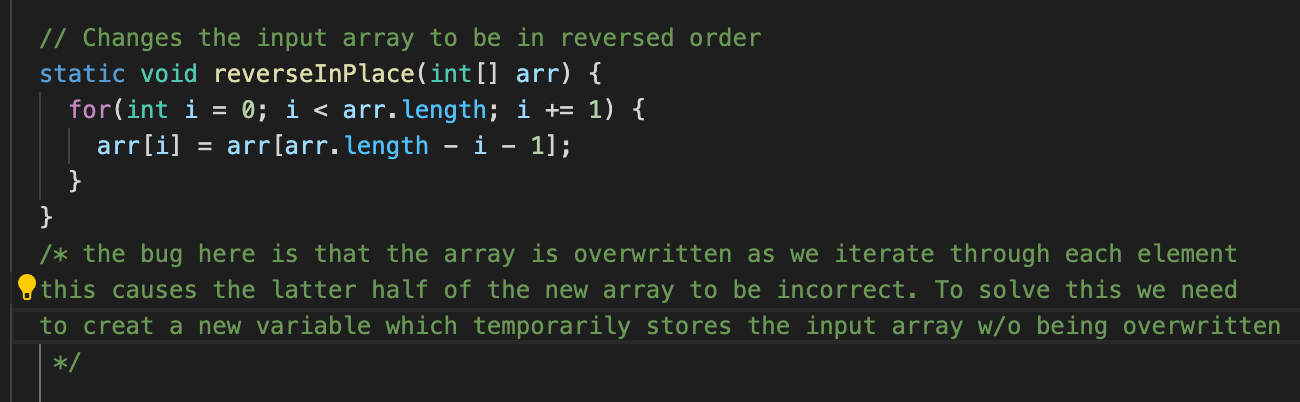 // Changes the input array to be in reversed order
static void reverseInPlace(int[] arr) {
for(int i = 0; i < arr.length; i += 1) {
arr[i] = arr[arr.length - i - 1];
}
}
/* the bug here is that the array is overwritten as we iterate through each element
this causes the latter half of the new array to be incorrect. To solve this we need
to creat a new variable which temporarily stores the input array w/o being overwritten
*/